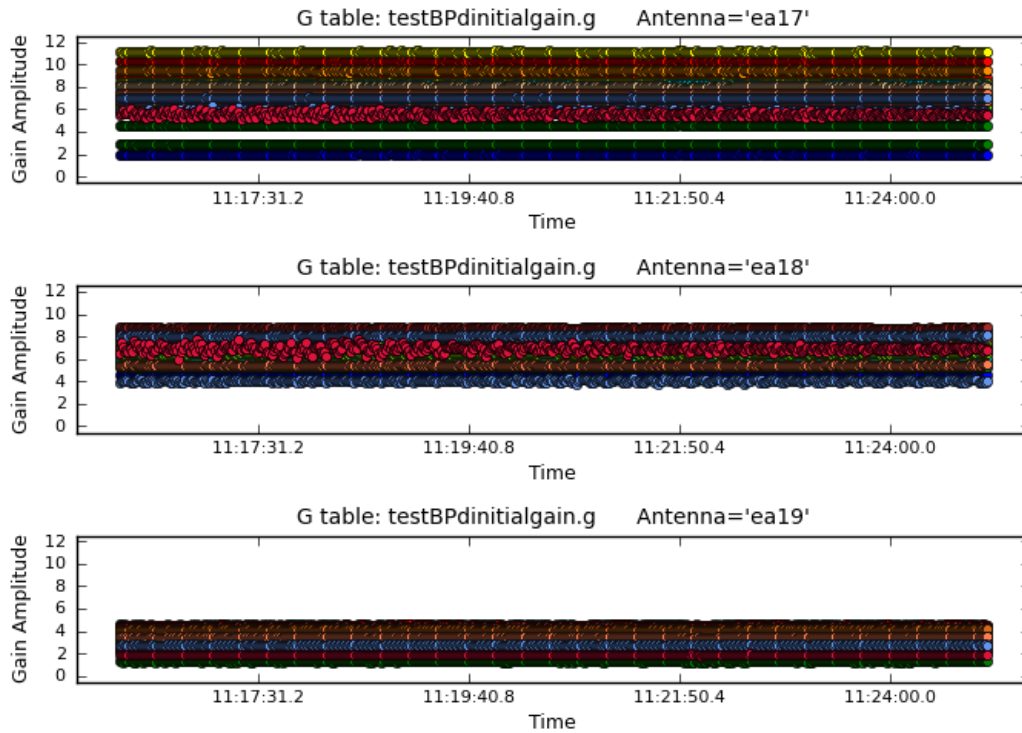 G table: testBPdinitialgain.g Antenna='ea17'
12
10
8
6
4
2
0
Gain Amplitude
11:17:31.2 11:19:40.8 11:21:50.4 11:24:00.0
Time
G table: testBPdinitialgain.g Antenna='ea18'
12
10
8
6
4
2
0
Gain Amplitude
11:17:31.2 11:19:40.8 11:21:50.4 11:24:00.0
Time
G table: testBPdinitialgain.g Antenna='ea19'
12
10
8
6
4
2
0
Gain Amplitude
11:17:31.2 11:19:40.8 11:21:50.4 11:24:00.0
Time